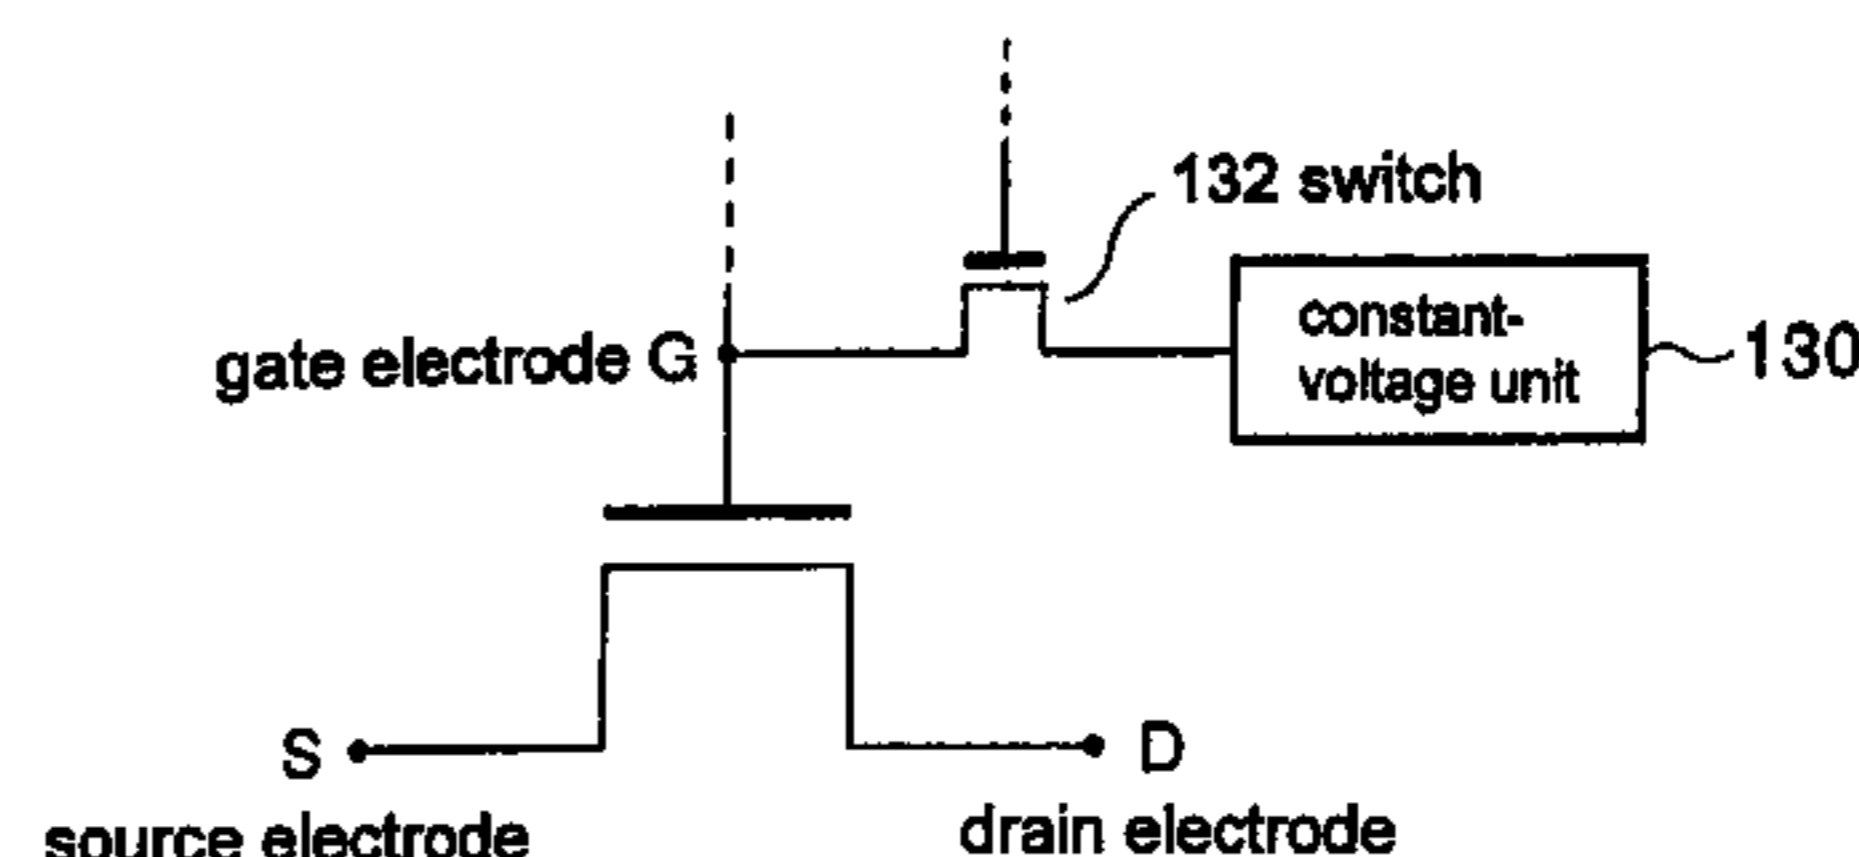 132 switch
constant-
voltage unit
130
gate electrode G
S
D
source electrode
drain electrode